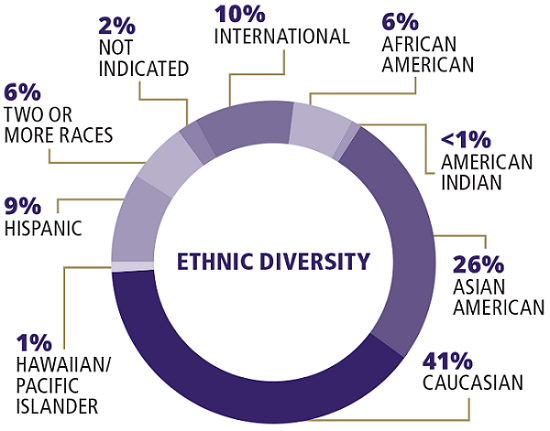 10%
INTERNATIONAL
6%
AFRICAN
AMERICAN
<1%
AMERICAN
INDIAN
26%
ASIAN
AMERICAN
41%
CAUCASIAN
1%
HAWAIIAN/
PACIFIC
ISLANDER
9%
HISPANIC
6%
TWO OR
MORE RACES
2%
NOT
INDICATED
ETHNIC DIVERSITY